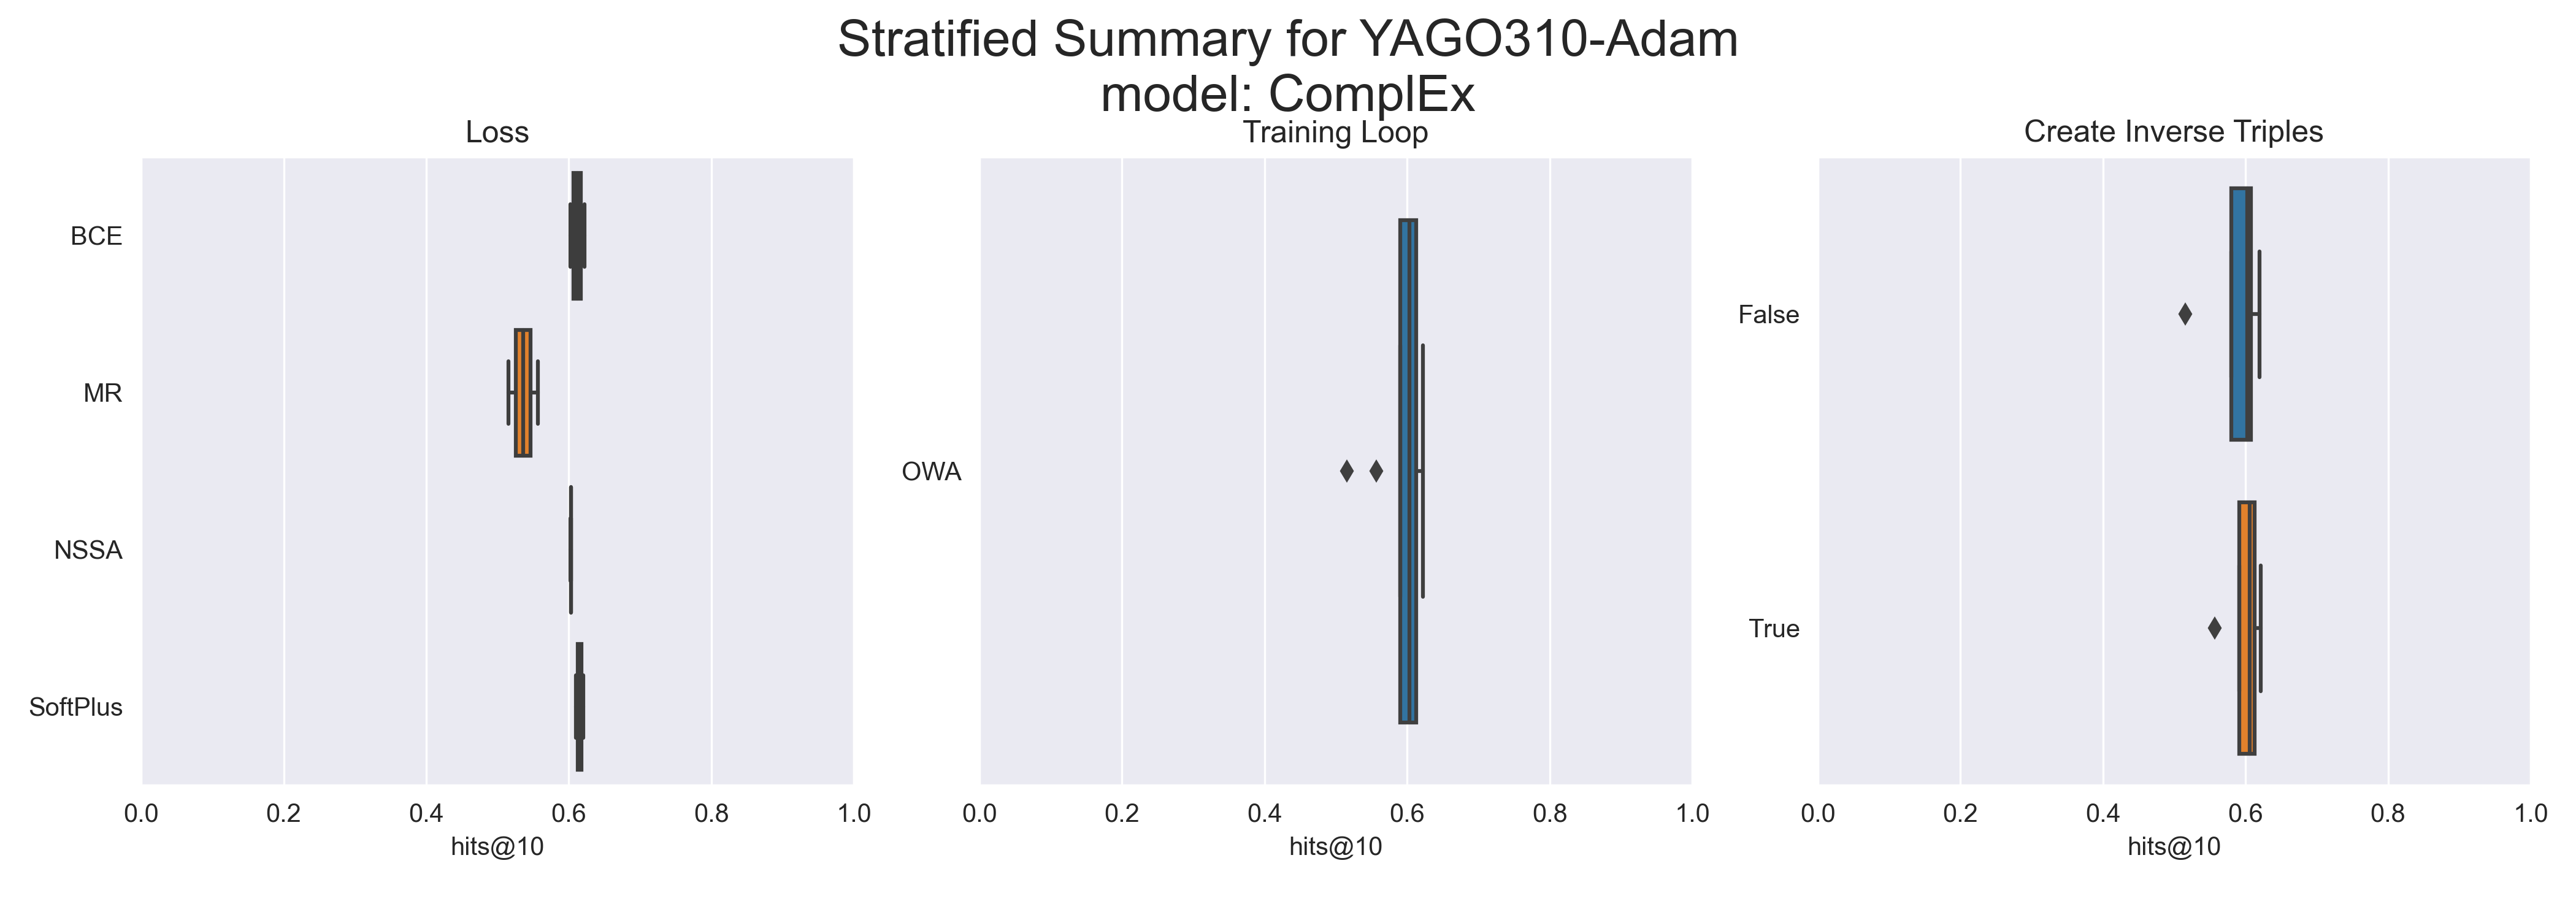 Stratified Summary for YAGO310-Adam
model: ComplEx
Loss
BCE
MR
NSSA
SoftPlus
0.0 0.2 0.4 0.6 0.8 1.0
hits@10
Training Loop
OWA
0.0 0.2 0.4 0.6 0.8 1.0
hits@10
Create Inverse Triples
False
True
0.0 0.2 0.4 0.6 0.8 1.0
hits@10